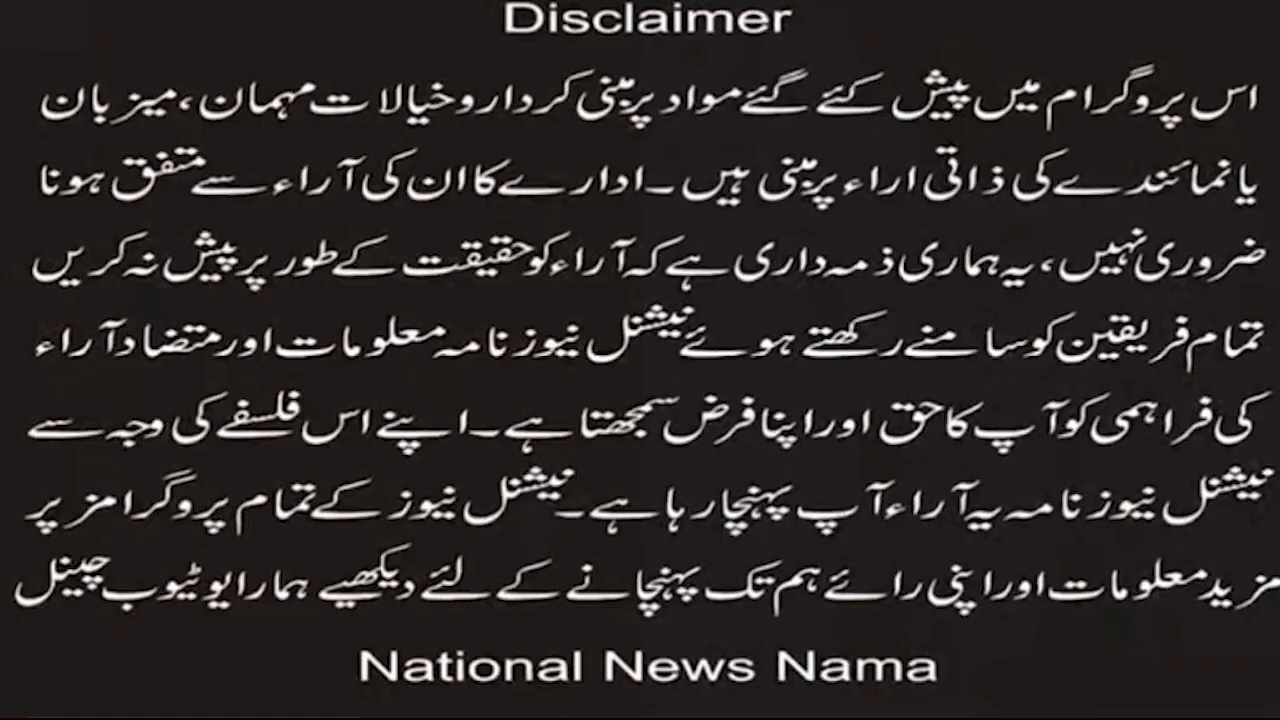 Disclaimer
اس پروگرام میں پیش کئے گئے مواد پر مبنی کردار و خیالات مہمان، میزبان
یا نمائندے کی ذاتی اراء پر مبنی ہیں۔ ادارے کا ان کی آراء سے متفق ہونا
ضروری نہیں، یہ ہماری ذمہ داری ہے کہ آراء کو حقیقت کے طور پر پیش نہ کریں
تمام فریقین کو سامنے رکھتے ہوئے نیشنل نیوز نامہ معلومات اور متضاد آراء
کی فراہمی کو آپ کا حق اور اپنا فرض سمجھتا ہے۔ اپنے اس فلسفے کی وجہ سے
نیشنل نیوز نامہ یہ آراء آپ پہنچا رہا ہے۔ نیشنل نیوز کے تمام پروگرامز پر
مزید معلومات اور اپنی رائے ہم تک پہنچانے کے لئے دیکھیے ہمارا یوٹیوب چینل
National News Nama